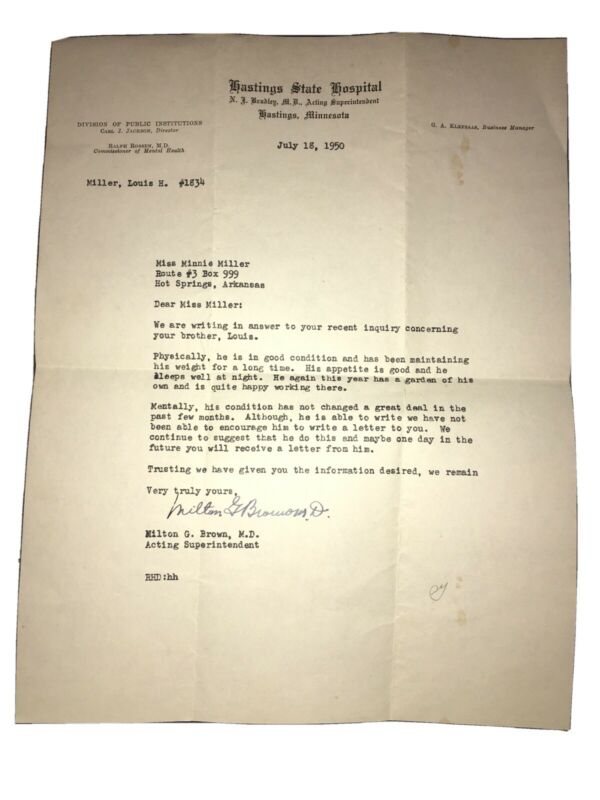 Hastings State Hospital
N. J. Bradley, M. D., Acting Superintendent
Hastings, Minnesota
DIVISION OF PUBLIC INSTITUTIONS
CARL J. JACKSON, Director
RALPH ROSSEN, M.D.
Commissioner of Mental Health
G. A. KLEFSAAS, Business Manager
July 18, 1950
Miller, Louis H. #1834
Miss Minnie Miller
Route #3 Box 999
Hot Springs, Arkansas
Dear Miss Miller:
We are writing in answer to your recent inquiry concerning
your brother, Louis.
Physically, he is in good condition and has been maintaining
his weight for a long time. His appetite is good and he
sleeps well at night. He again this year has a garden of his
own and is quite happy working there.
Mentally, his condition has not changed a great deal in the
past few months. Although, he is able to write we have not
been able to encourage him to write a letter to you. We
continue to suggest that he do this and maybe one day in the
future you will receive a letter from him.
Trusting we have given you the information desired, we remain
Very truly yours,
Milton G Brown M.D.
Milton G. Brown, M.D.
Acting Superintendent
RHD:hh